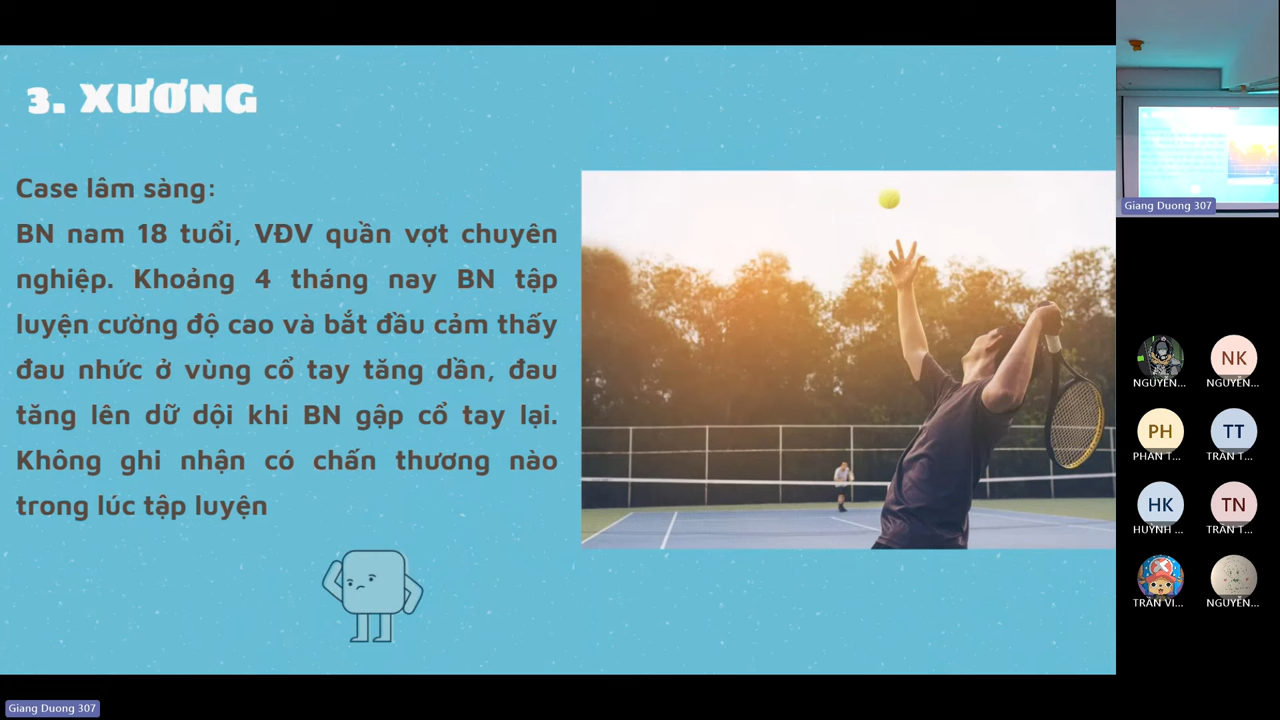 3. XƯƠNG
Case lâm sàng:
BN nam 18 tuổi, VĐV quần vợt chuyên
nghiệp. Khoảng 4 tháng nay BN tập
luyện cường độ cao và bắt đầu cảm thấy
đau nhức ở vùng cổ tay tăng dần, đau
tăng lên dữ dội khi BN gập cổ tay lại.
Không ghi nhận có chấn thương nào
trong lúc tập luyện
Giang Duong 307
NGUYỄN...
NK
NGUYỄN...
PH
PHAN T...
TT
TRẦN T...
HK
HUỲNH ...
TN
TRẦN T...
TRẦN VI...
NGUYỄN...
Giang Duong 307